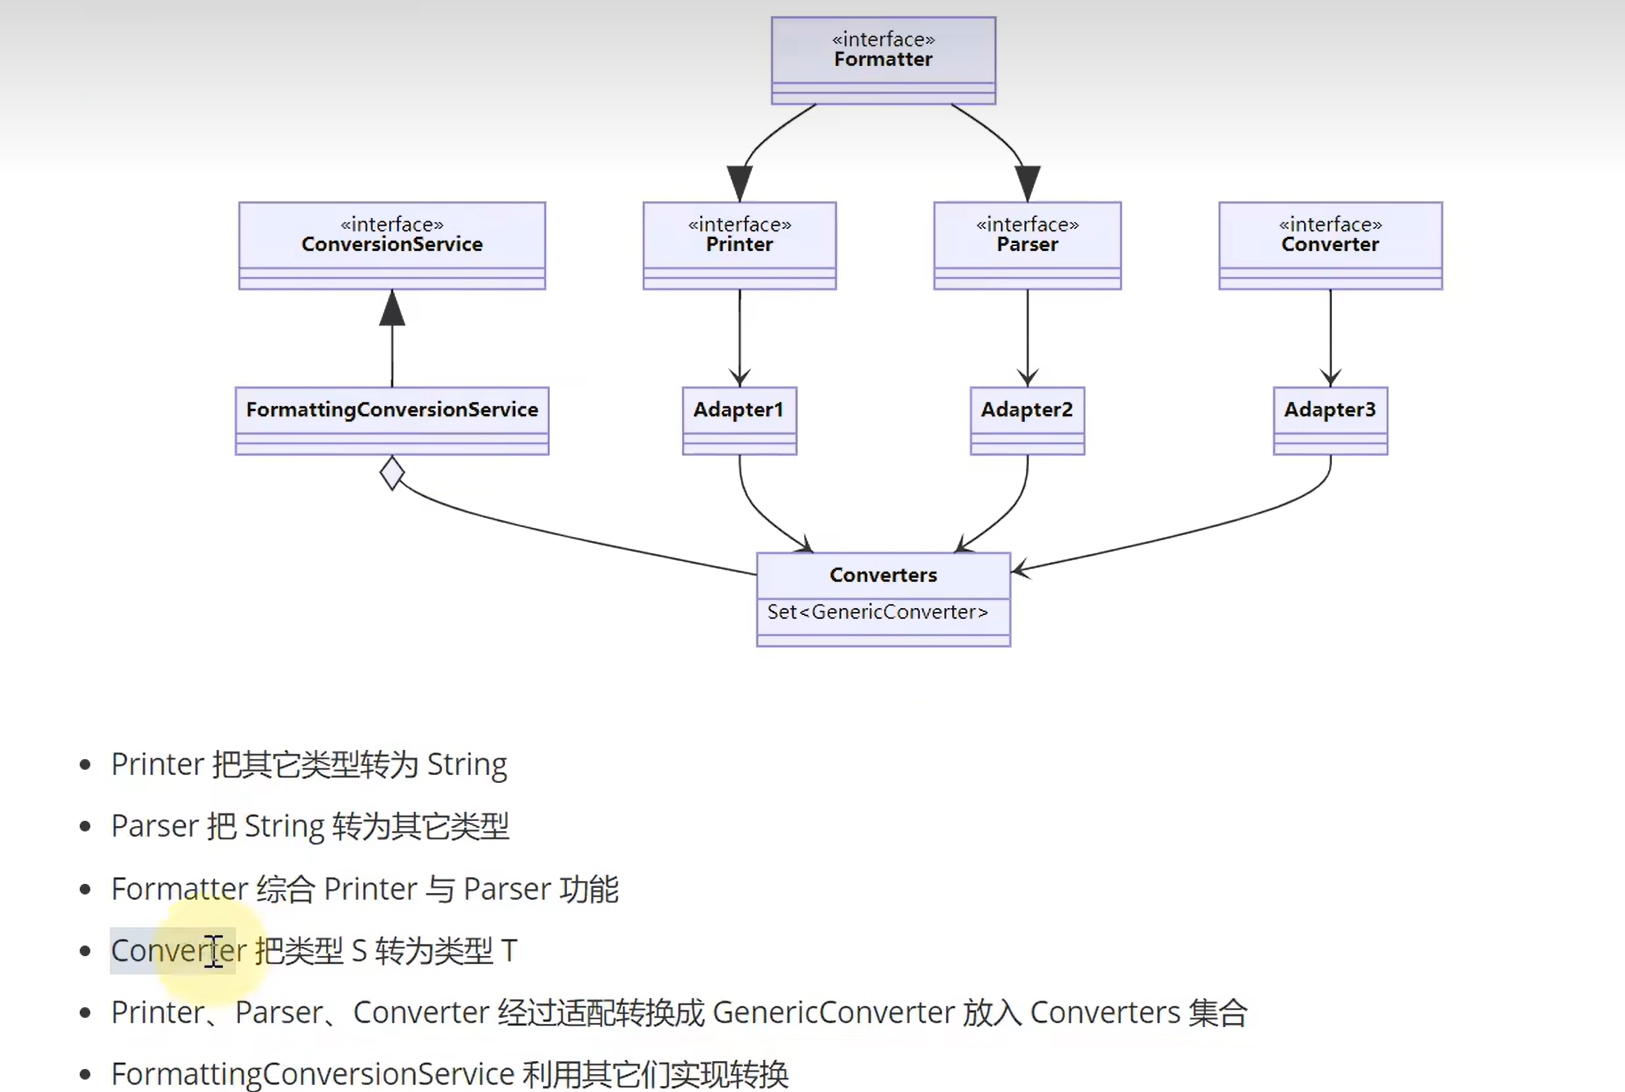 «interface»
Formatter
«interface»
ConversionService
«interface»
Printer
«interface»
Parser
«interface»
Converter
FormattingConversionService
Adapter1
Adapter2
Adapter3
Converters
Set<GenericConverter>
Printer 把其它类型转为 String
Parser 把 String 转为其它类型
Formatter 综合 Printer 与 Parser 功能
Converter 把类型 S 转为类型 T
Printer、Parser、Converter 经过适配转换成 GenericConverter 放入 Converters 集合
FormattingConversionService 利用其它们实现转换